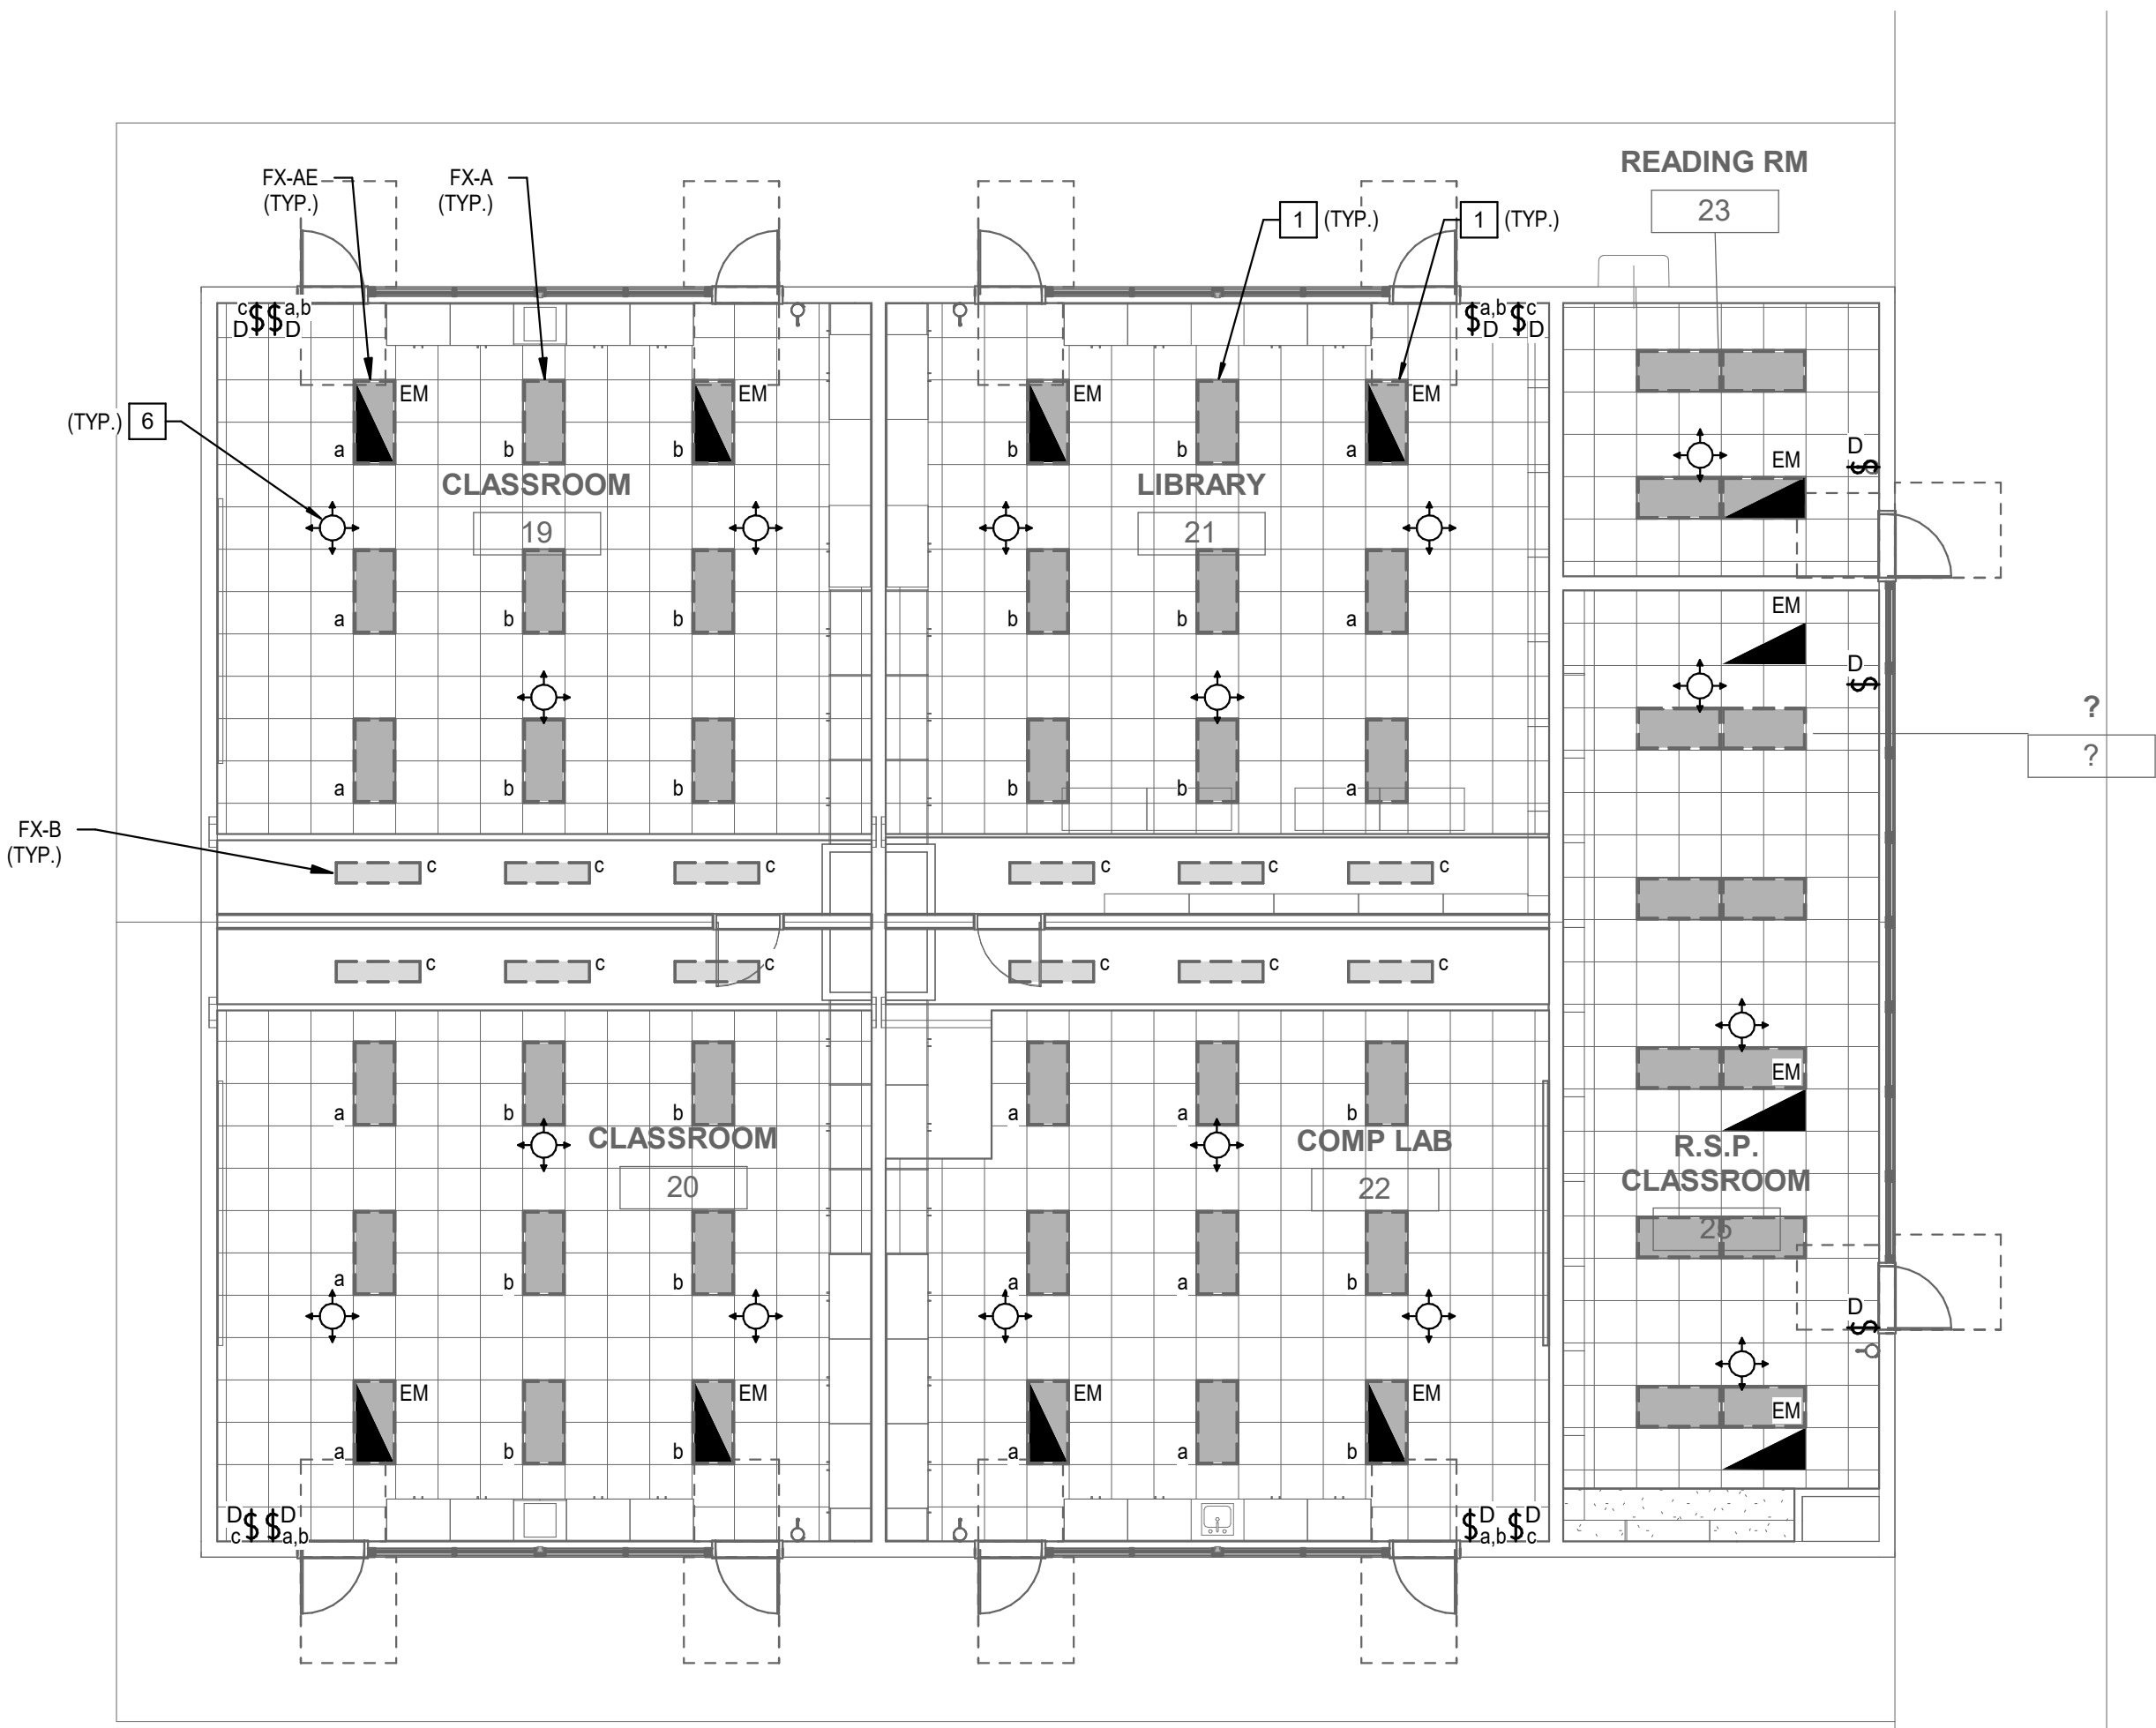 READING RM
23
FX-AE
(TYP.)
FX-A
(TYP.)
1 (TYP.)
1 (TYP.)
c $ $ a,b
D D
$ a,b $ c
D D
EM
EM
EM
EM
(TYP.) 6
a
b
b
b
b
a
D
$
EM
CLASSROOM
19
LIBRARY
21
a
b
b
b
b
a
EM
D
$
?
?
a
b
b
b
b
a
FX-B
(TYP.)
c
c
c
c
c
c
c
c
c
c
c
c
EM
a
b
b
a
a
b
CLASSROOM
20
COMP LAB
22
R.S.P.
CLASSROOM
a
b
b
a
a
b
D
$
EM
EM
EM
EM
EM
a
b
b
a
a
b
D $ $ D
c a,b
$ D $ D
a,b c